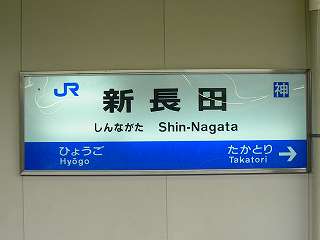 JR 神
新長田
しんながた Shin-Nagata
ひょうご たかとり
Hyōgo Takatori